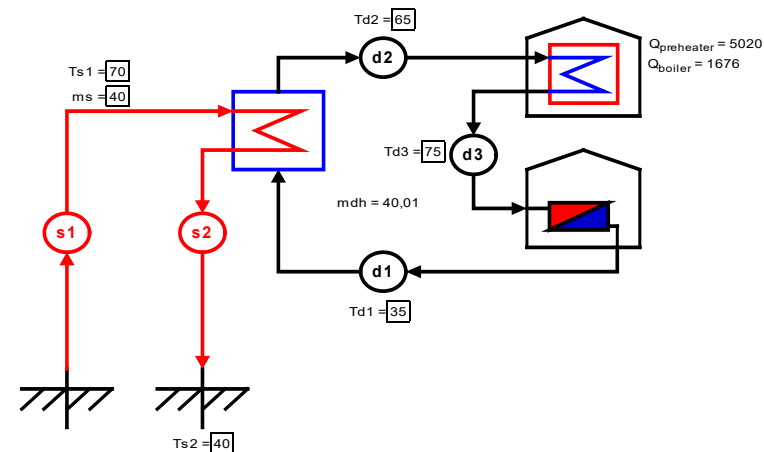 Td2 = 65
d2
Qpreheater = 5020
Qboiler = 1676
Ts1 = 70
ms = 40
Td3 = 75
d3
mdh = 40,01
s1
s2
d1
Td1 = 35
Ts2 = 40